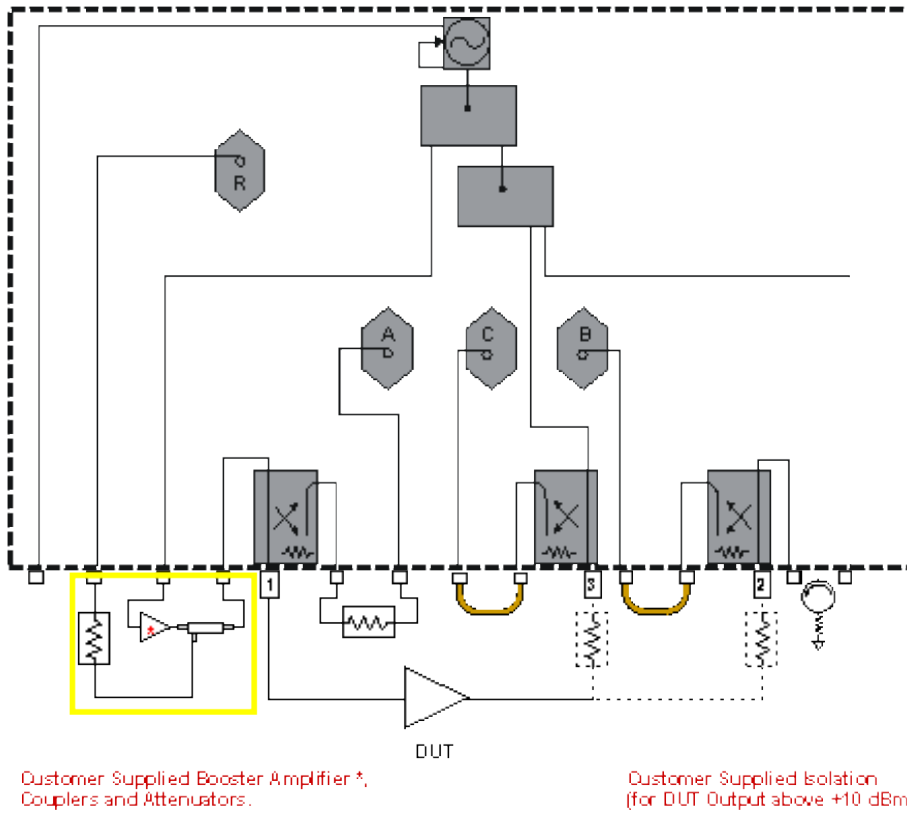 R
A
C
B
1
3
2
*
DUT
Customer Supplied Booster Amplifier *,
Couplers and Attenuators.
Customer Supplied Isolation
(for DUT Output above +10 dBm